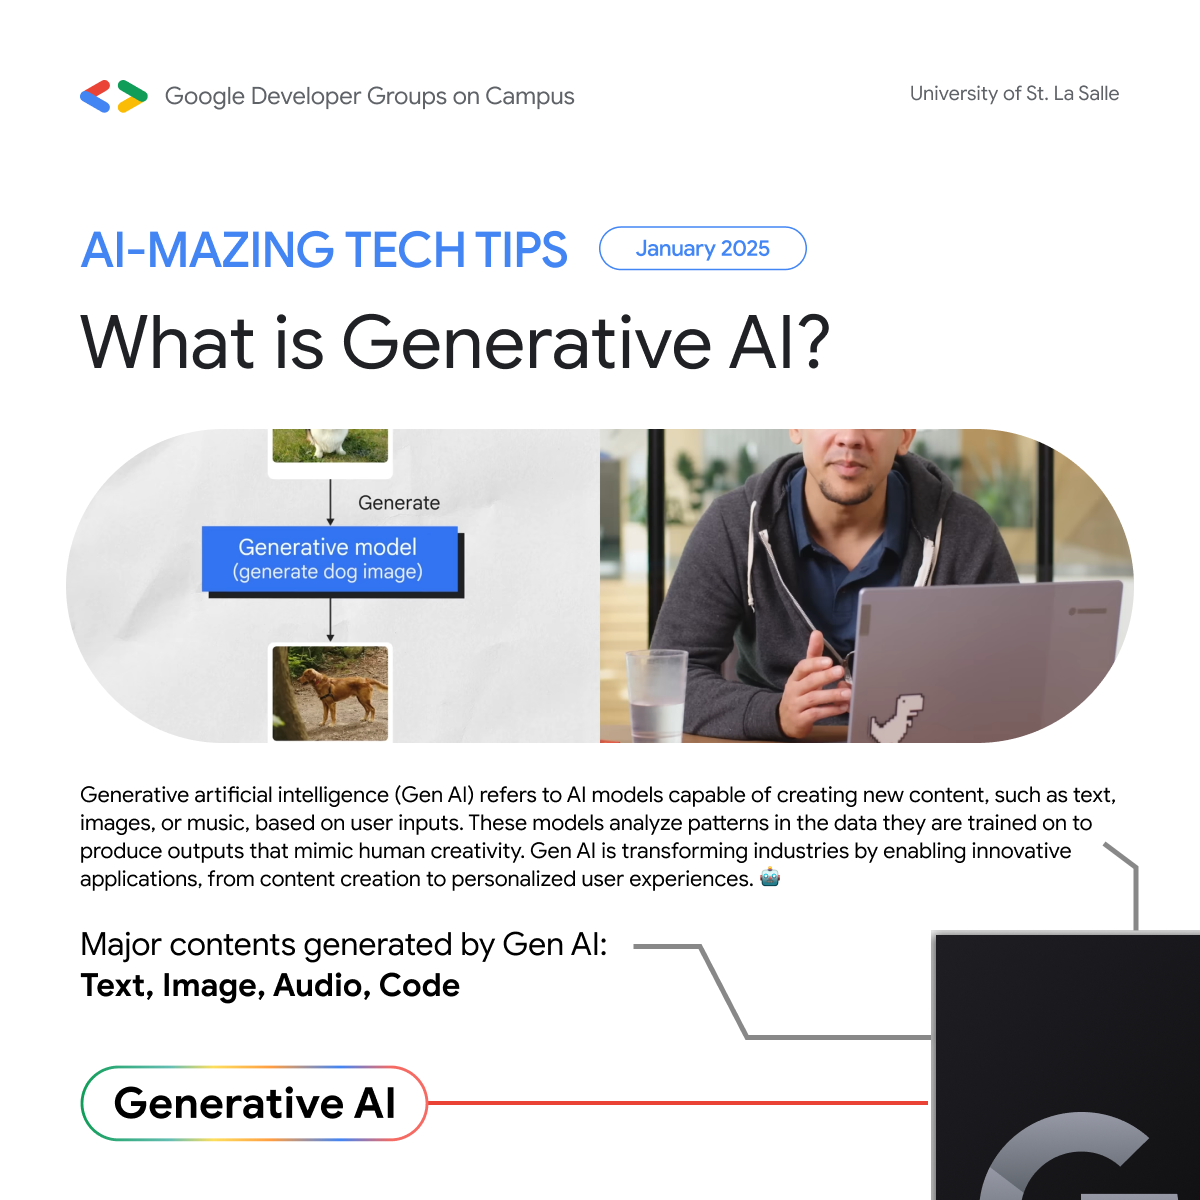 Google Developer Groups on Campus
University of St. La Salle
AI-MAZING TECH TIPS
January 2025
What is Generative AI?
Generate
Generative model
(generate dog image)
Generative artificial intelligence (Gen AI) refers to AI models capable of creating new content, such as text,
images, or music, based on user inputs. These models analyze patterns in the data they are trained on to
produce outputs that mimic human creativity. Gen AI is transforming industries by enabling innovative
applications, from content creation to personalized user experiences. 🤖
Major contents generated by Gen AI:
Text, Image, Audio, Code
Generative AI
G